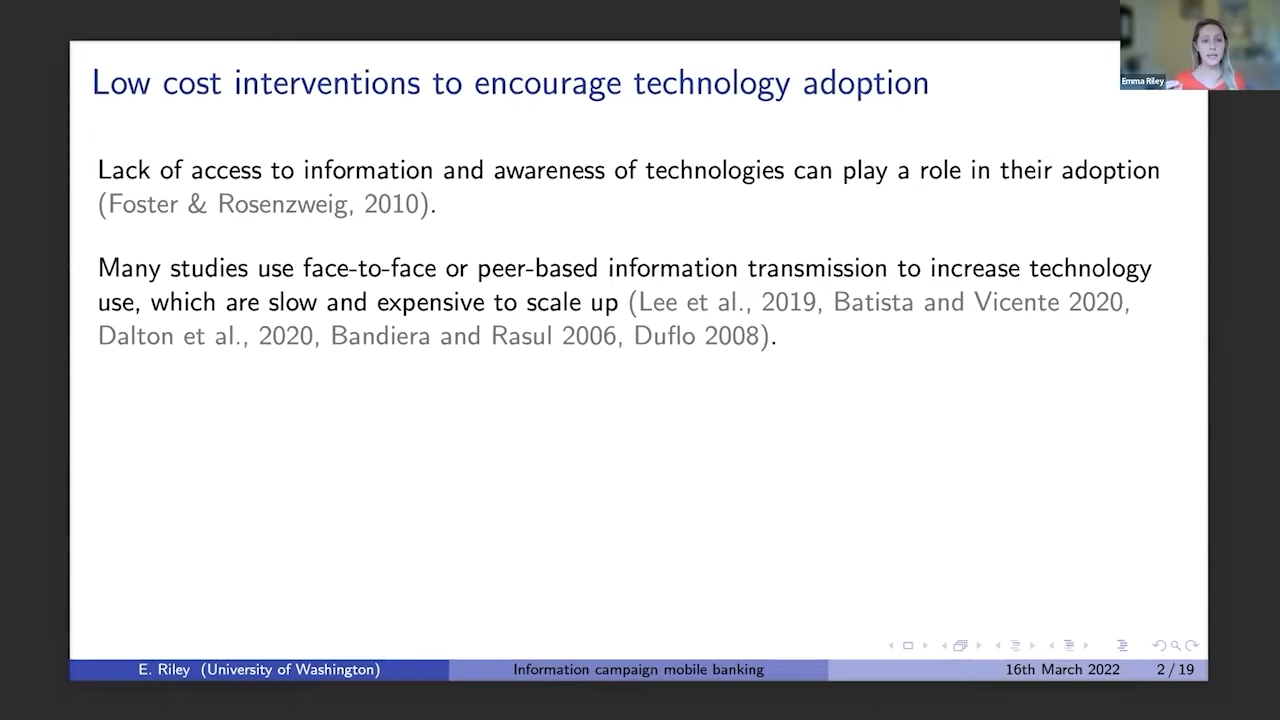 Low cost interventions to encourage technology adoption
Emma Riley
Lack of access to information and awareness of technologies can play a role in their adoption
(Foster & Rosenzweig, 2010).
Many studies use face-to-face or peer-based information transmission to increase technology
use, which are slow and expensive to scale up (Lee et al., 2019, Batista and Vicente 2020,
Dalton et al., 2020, Bandiera and Rasul 2006, Duflo 2008).
E. Riley (University of Washington)
Information campaign mobile banking
16th March 2022
2 / 19